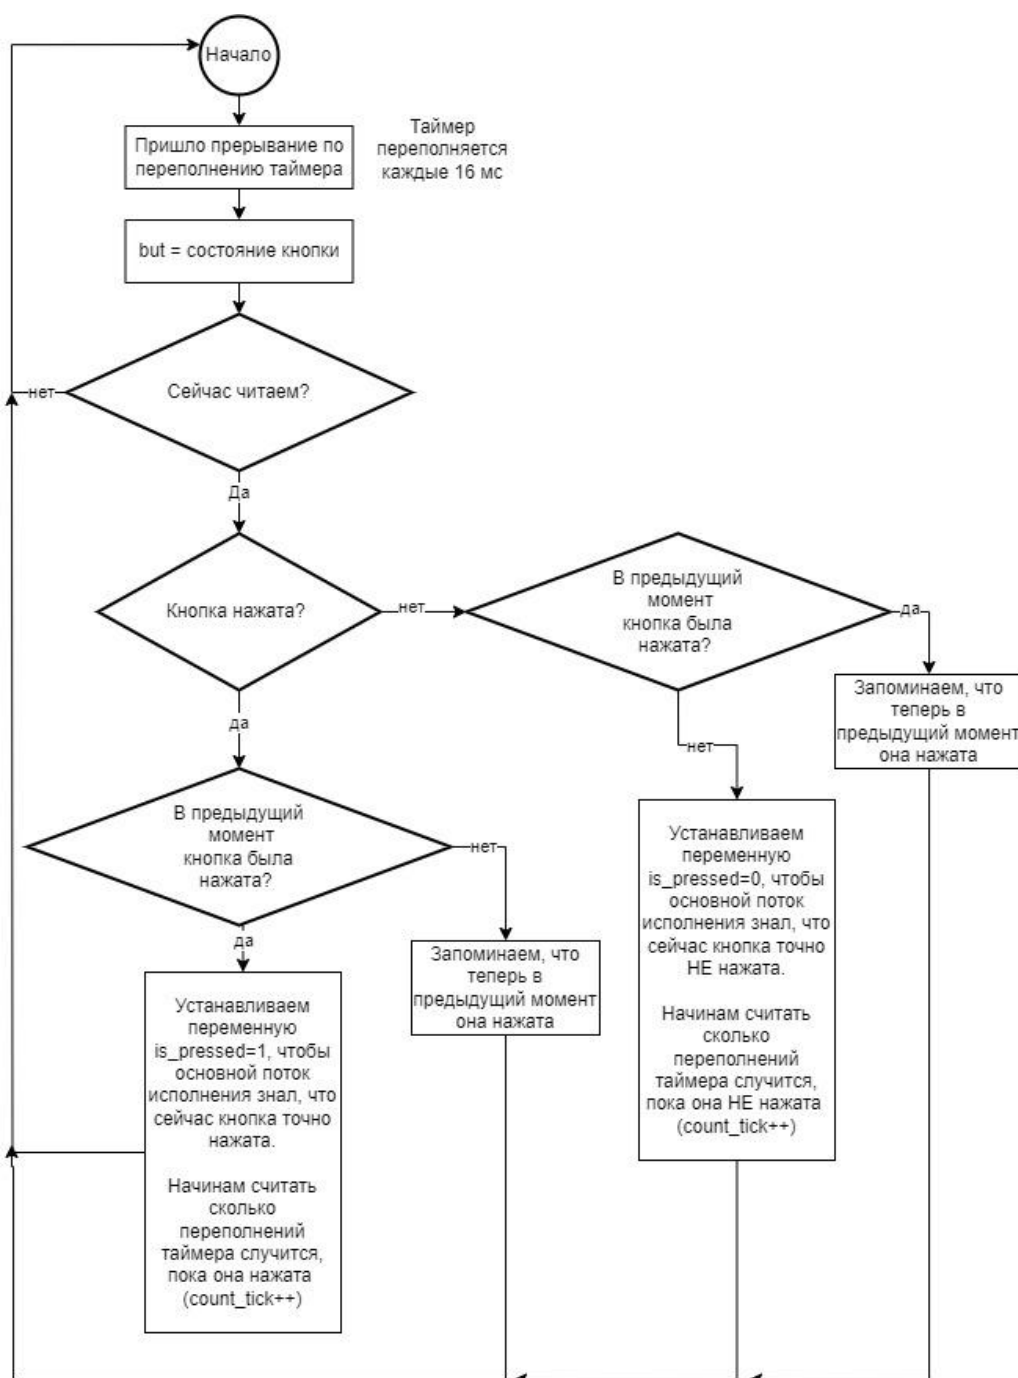 Начало
Пришло прерывание по
переполнению таймера
Таймер
переполняется
каждые 16 мс
but = состояние кнопки
Сейчас читаем?
нет
Да
Кнопка нажата?
нет
В предыдущий
момент
кнопка была
нажата?
да
Запоминаем, что
теперь в
предыдущий момент
она нажата
нет
Устанавливаем
переменную
is_pressed=0, чтобы
основной поток
исполнения знал, что
сейчас кнопка точно
НЕ нажата.
Начинам считать
сколько
переполнений
таймера случится,
пока она НЕ нажата
(count_tick++)
да
В предыдущий
момент
кнопка была
нажата?
нет
Запоминаем, что
теперь в
предыдущий момент
она нажата
да
Устанавливаем
переменную
is_pressed=1, чтобы
основной поток
исполнения знал, что
сейчас кнопка точно
нажата.
Начинам считать
сколько
переполнений
таймера случится,
пока она нажата
(count_tick++)